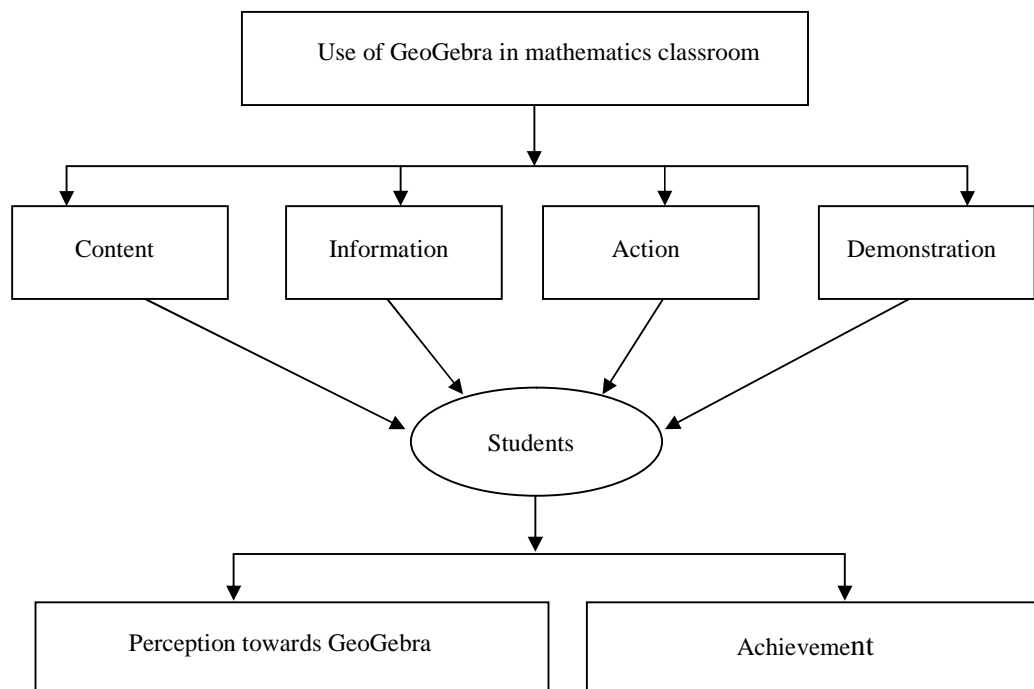 Use of GeoGebra in mathematics classroom
Content
Information
Action
Demonstration
Students
Perception towards GeoGebra
Achievement